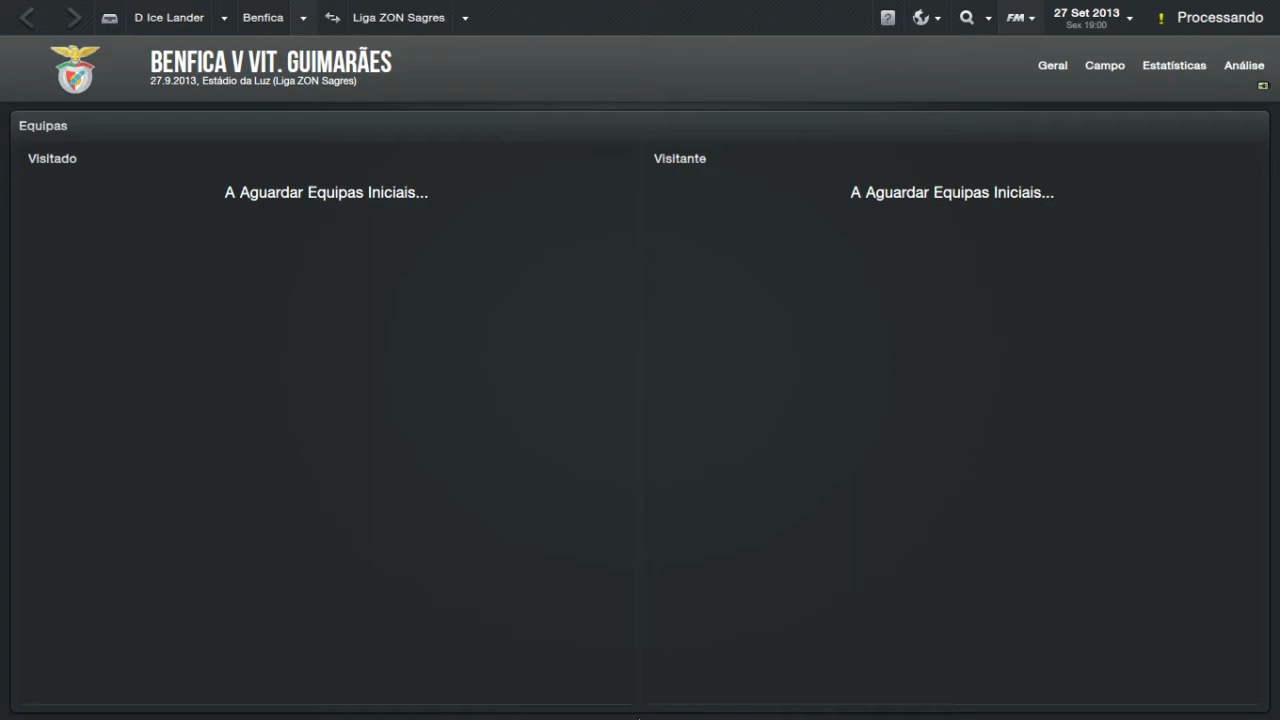 D Ice Lander Benfica Liga ZON Sagres ? FM 27 Set 2013 ! Processando
Sex 19:00
BENFICA V VIT. GUIMARÃES
27.9.2013, Estádio da Luz (Liga ZON Sagres)
Geral Campo Estatísticas Análise
Equipas
Visitado Visitante
A Aguardar Equipas Iniciais... A Aguardar Equipas Iniciais...